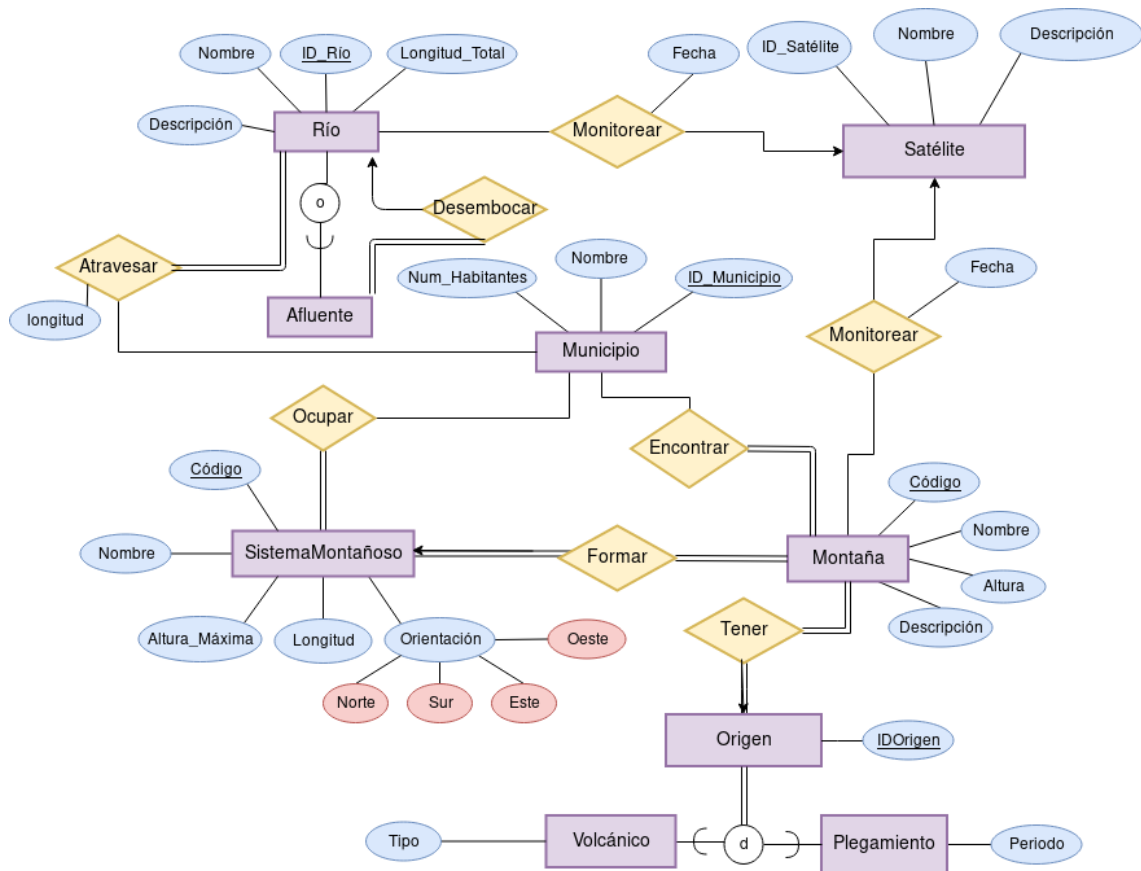 Nombre
ID_Río
Longitud_Total
Fecha
ID_Satélite
Nombre
Descripción
Descripción
Río
Monitorear
Satélite
o
Desembocar
Atravesar
Nombre
Num_Habitantes
ID_Municipio
Fecha
longitud
Afluente
Municipio
Monitorear
Ocupar
Encontrar
Código
Código
Nombre
SistemaMontañoso
Formar
Montaña
Nombre
Altura
Altura_Máxima
Longitud
Orientación
Oeste
Tener
Descripción
Norte
Sur
Este
Origen
IDOrigen
Tipo
Volcánico
d
Plegamiento
Periodo